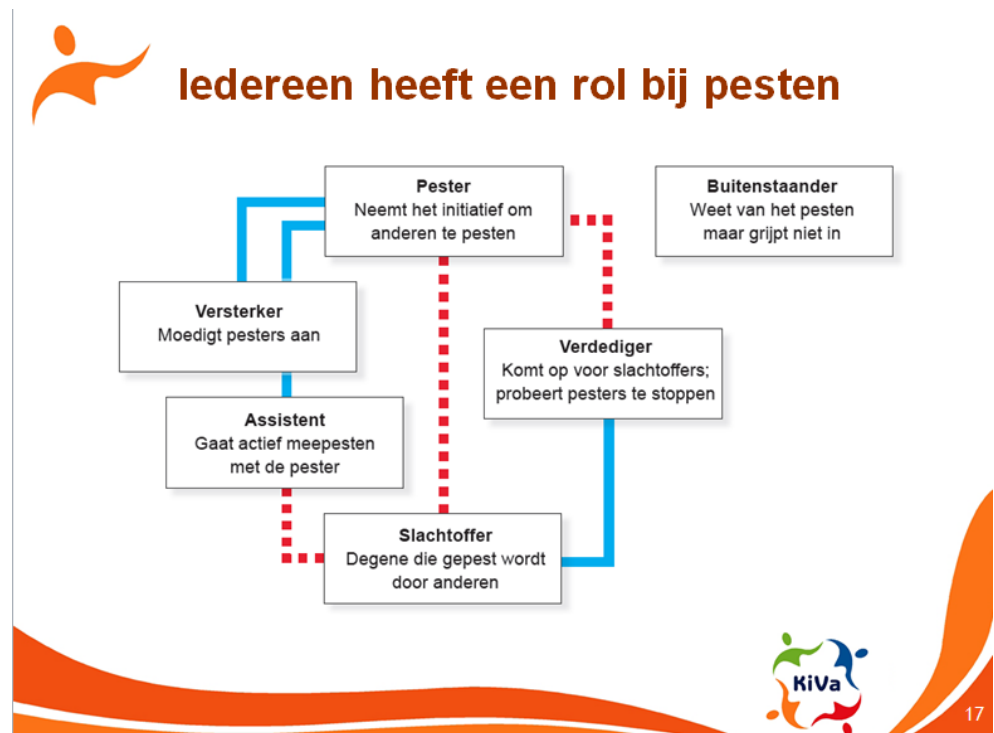 Iedereen heeft een rol bij pesten
Pester
Neemt het initiatief om
anderen te pesten
Buitenstaander
Weet van het pesten
maar grijpt niet in
Versterker
Moedigt pesters aan
Verdediger
Komt op voor slachtoffers;
probeert pesters te stoppen
Assistent
Gaat actief meepesten
met de pester
Slachtoffer
Degene die gepest wordt
door anderen
KiVa
17